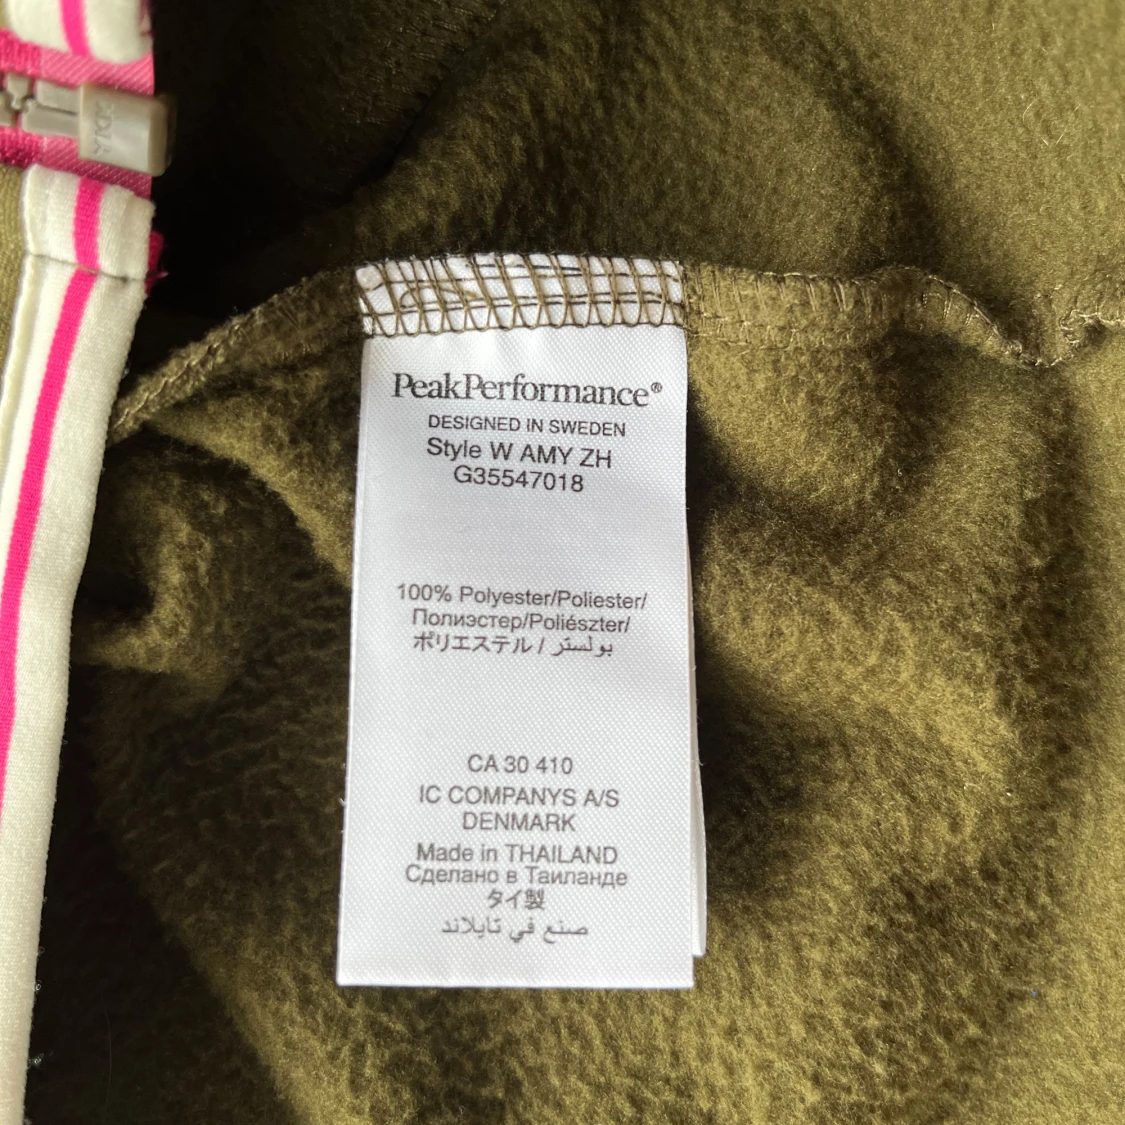 PeakPerformance®
DESIGNED IN SWEDEN
Style W AMY ZH
G35547018
100% Polyester/Poliester/
Полиэстер/Poliészter/
ポリエステル / بولستر
CA 30 410
IC COMPANYS A/S
DENMARK
Made in THAILAND
Сделано в Таиланде
タイ製
صنع في تايلاند